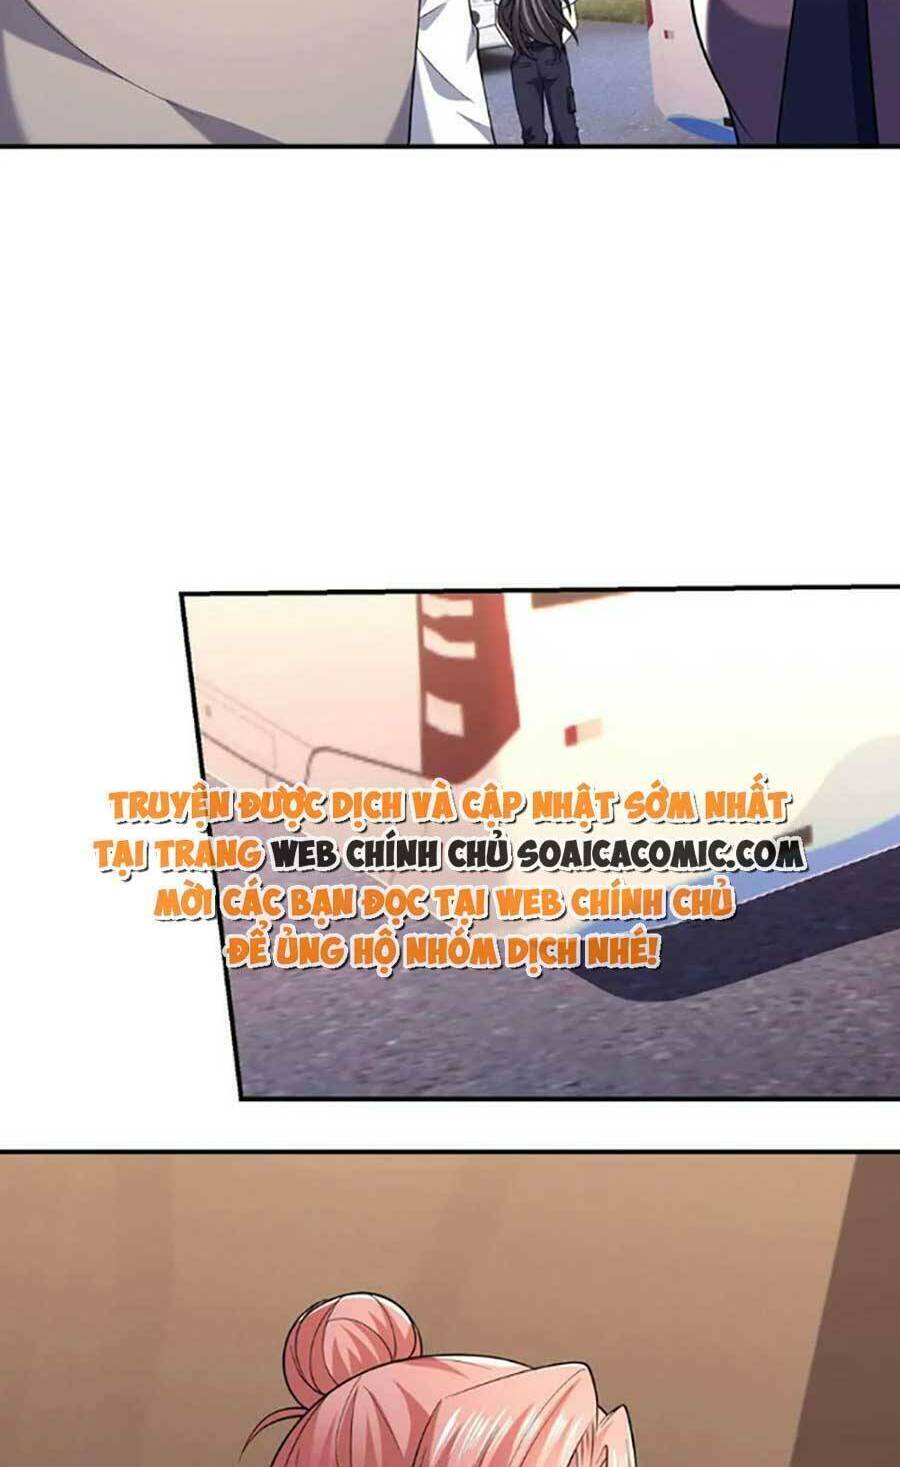 TRUYỆN ĐƯỢC DỊCH VÀ CẬP NHẬT SỚM NHẤT
TẠI TRANG WEB CHÍNH CHỦ SOAICACOMIC.COM
MỜI CÁC BẠN ĐỌC TẠI WEB CHÍNH CHỦ
ĐỂ ỦNG HỘ NHÓM DỊCH NHÉ!